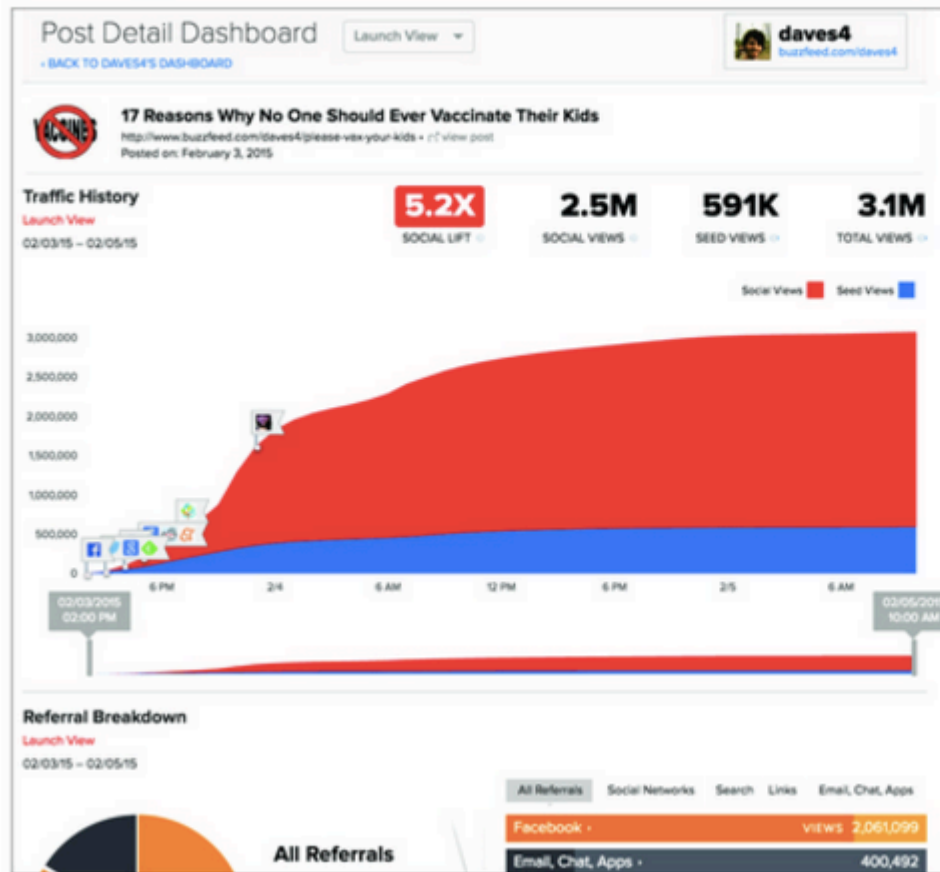 Post Detail Dashboard
Launch View
daves4
buzzfeed.com/daves4
‹ BACK TO DAVES4'S DASHBOARD
VACCINES
17 Reasons Why No One Should Ever Vaccinate Their Kids
http://www.buzzfeed.com/daves4/please-vax-your-kids • view post
Posted on: February 3, 2015
Traffic History
Launch View
02/03/15 – 02/05/15
5.2X
SOCIAL LIFT
2.5M
SOCIAL VIEWS
591K
SEED VIEWS
3.1M
TOTAL VIEWS
Social Views
Seed Views
3,000,000
2,500,000
2,000,000
1,500,000
1,000,000
500,000
0
6 PM
2/4
6 AM
12 PM
6 PM
2/5
6 AM
02/03/2015
02:00 PM
02/05/201
10:00 AM
Referral Breakdown
Launch View
02/03/15 – 02/05/15
All Referrals
Social Networks
Search
Links
Email, Chat, Apps
All Referrals
Facebook ›
VIEWS 2,061,099
Email, Chat, Apps ›
400,492